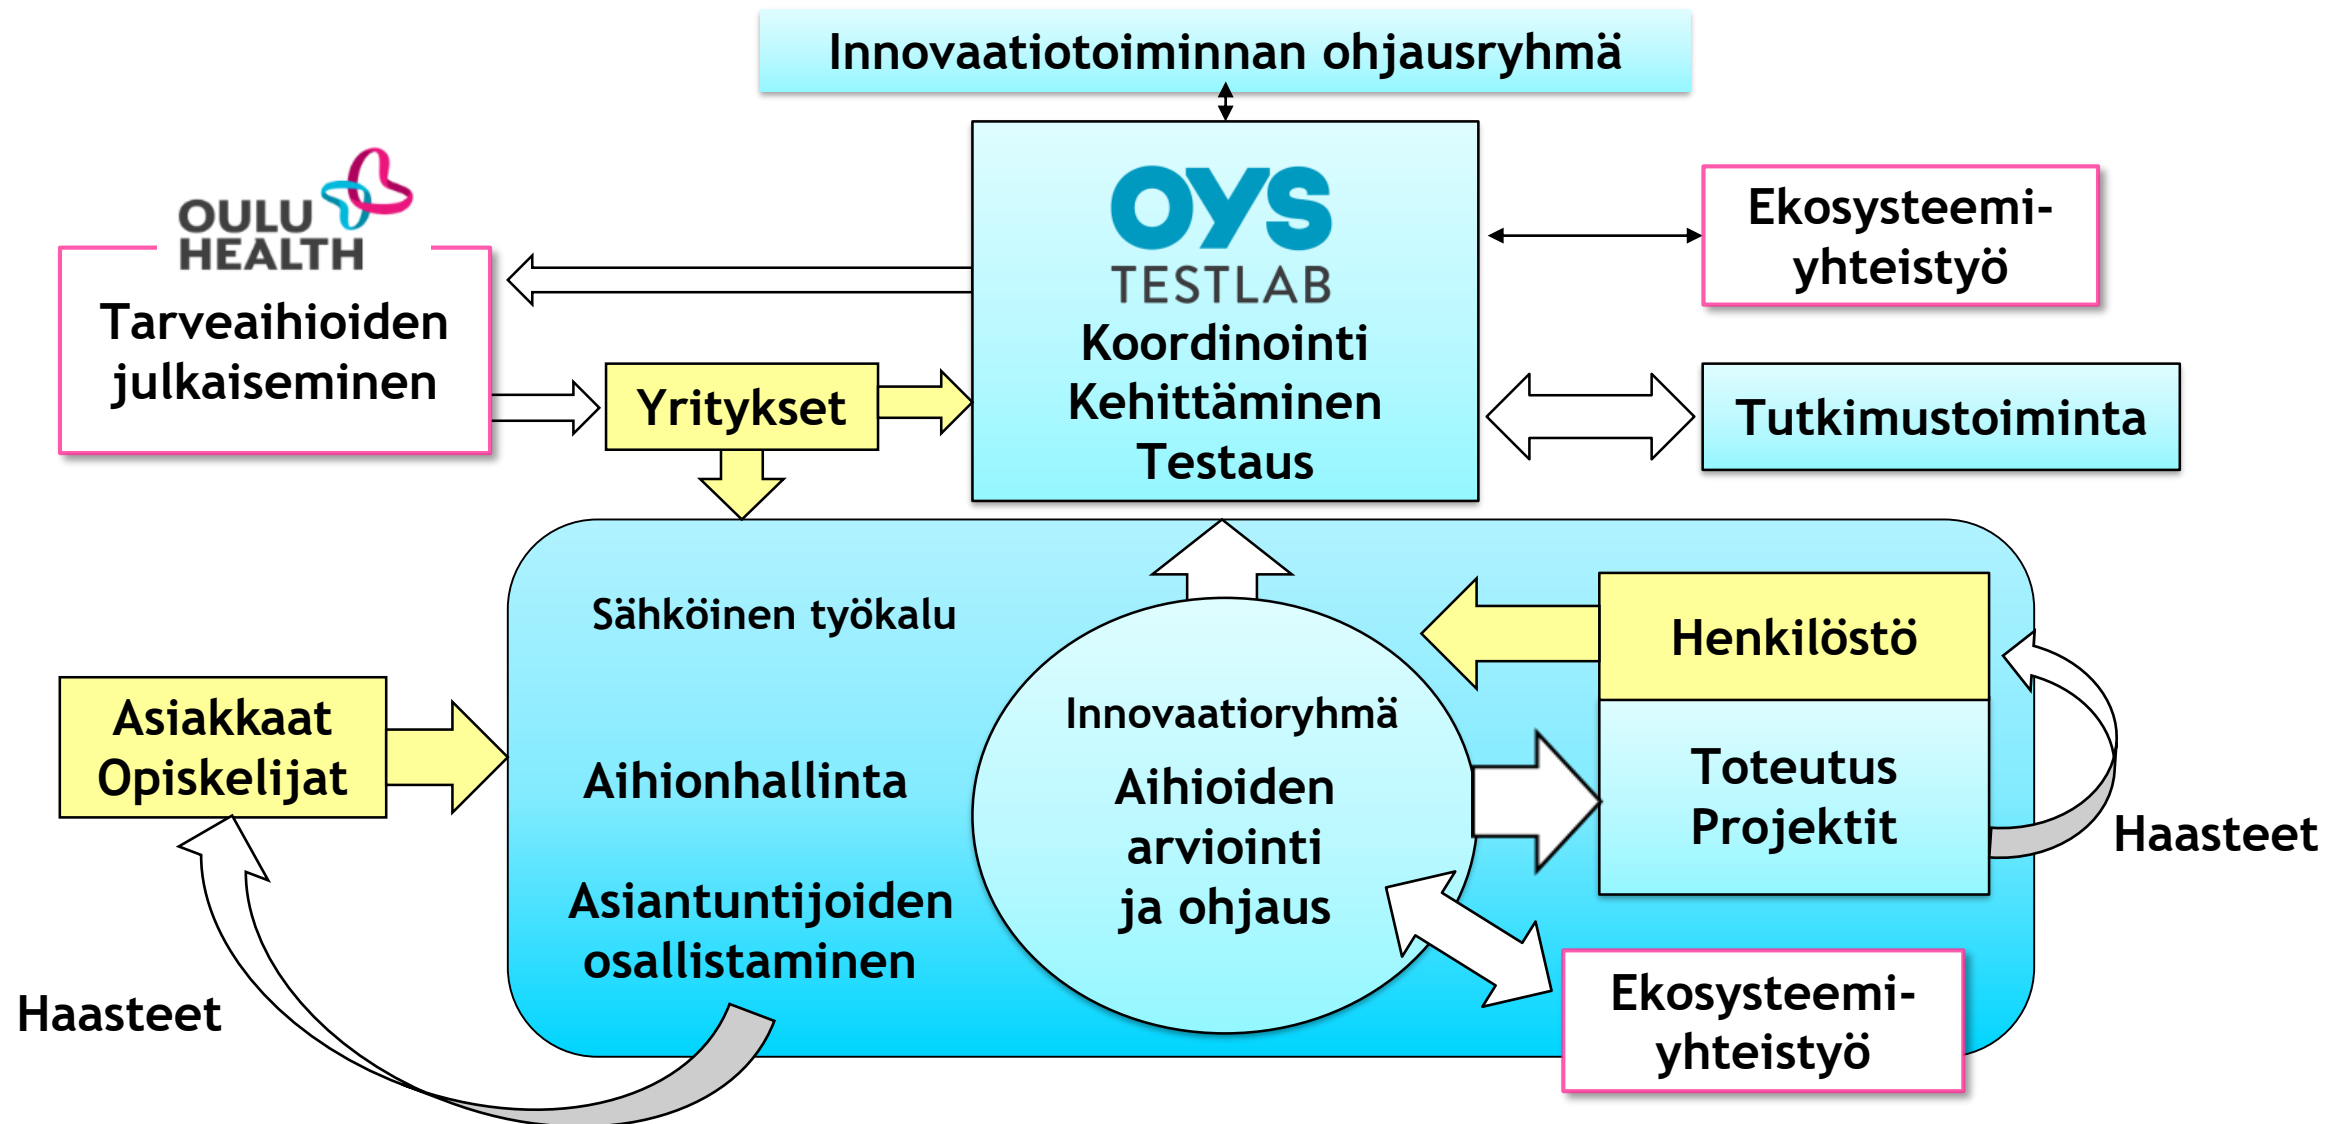 Innovaatiotoiminnan ohjausryhmä
OULU
HEALTH
Tarveaihioiden
julkaiseminen
Yritykset
OYS
TESTLAB
Koordinointi
Kehittäminen
Testaus
Ekosysteemi-
yhteistyö
Tutkimustoiminta
Sähköinen työkalu
Aihionhallinta
Asiantuntijoiden
osallistaminen
Asiakkaat
Opiskelijat
Haasteet
Innovaatioryhmä
Aihioiden
arviointi
ja ohjaus
Henkilöstö
Toteutus
Projektit
Haasteet
Ekosysteemi-
yhteistyö